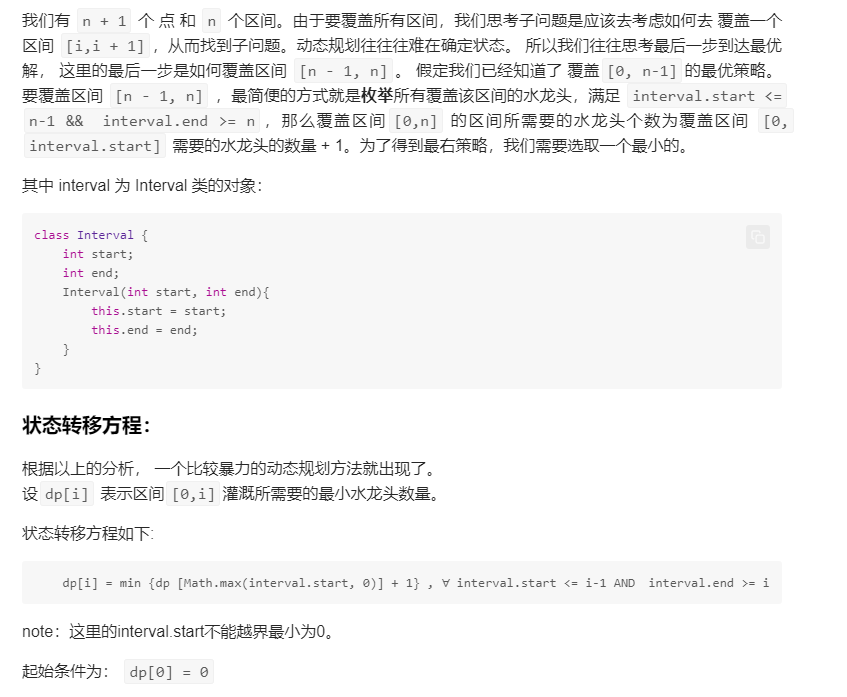 我们有 n + 1 个 点 和 n 个区间。由于要覆盖所有区间，我们思考子问题是应该去考虑如何去 覆盖一个
区间 [i,i + 1] ，从而找到子问题。动态规划往往往难在确定状态。 所以我们往往思考最后一步到达最优
解， 这里的最后一步是如何覆盖区间 [n - 1, n] 。 假定我们已经知道了 覆盖 [0, n-1] 的最优策略。
要覆盖区间 [n - 1, n] ，最简便的方式就是枚举所有覆盖该区间的水龙头，满足 interval.start <=
n-1 && interval.end >= n ，那么覆盖区间 [0,n] 的区间所需要的水龙头个数为覆盖区间 [0,
interval.start] 需要的水龙头的数量 + 1。为了得到最右策略，我们需要选取一个最小的。
其中 interval 为 Interval 类的对象：
class Interval {
    int start;
    int end;
    Interval(int start, int end){
        this.start = start;
        this.end = end;
    }
}
状态转移方程：
根据以上的分析， 一个比较暴力的动态规划方法就出现了。
设 dp[i] 表示区间 [0,i] 灌溉所需要的最小水龙头数量。
状态转移方程如下:
dp[i] = min {dp [Math.max(interval.start, 0)] + 1} , ∀ interval.start <= i-1 AND interval.end >= i
note：这里的interval.start不能越界最小为0。
起始条件为： dp[0] = 0